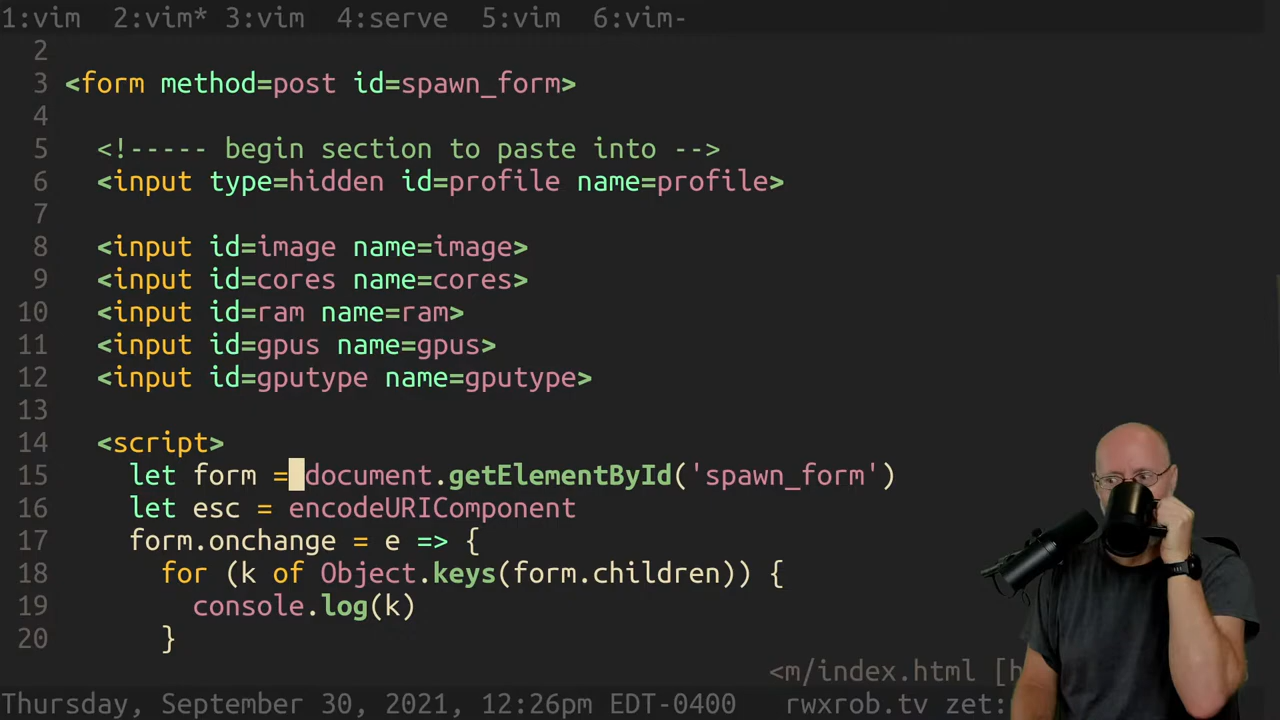 1:vim 2:vim* 3:vim 4:serve 5:vim 6:vim-
2
3 <form method=post id=spawn_form>
4
5 <!----- begin section to paste into -->
6 <input type=hidden id=profile name=profile>
7
8 <input id=image name=image>
9 <input id=cores name=cores>
10 <input id=ram name=ram>
11 <input id=gpus name=gpus>
12 <input id=gputype name=gputype>
13
14 <script>
15 let form = document.getElementById('spawn_form')
16 let esc = encodeURIComponent
17 form.onchange = e => {
18 for (k of Object.keys(form.children)) {
19 console.log(k)
20 }
<m/index.html
Thursday, September 30, 2021, 12:26pm EDT-0400 rwxrob.tv zet: